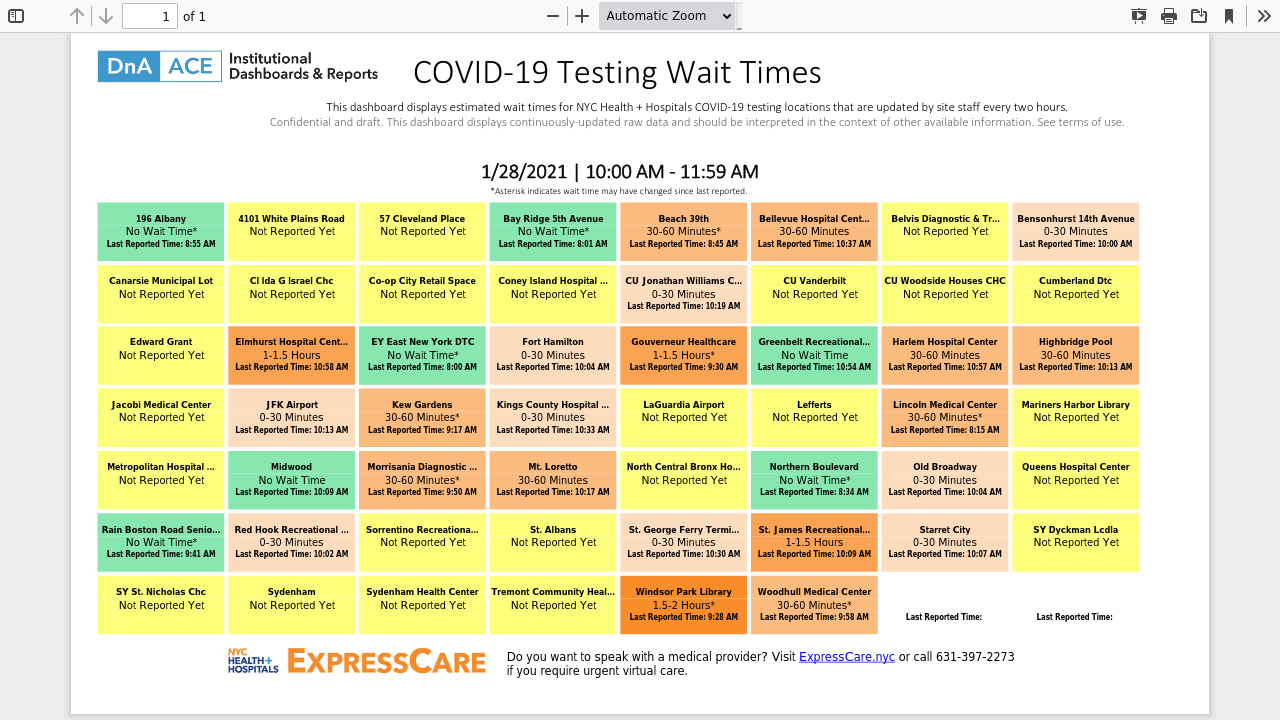 1 of 1
Automatic Zoom
DnA ACE Institutional Dashboards & Reports
COVID-19 Testing Wait Times
This dashboard displays estimated wait times for NYC Health + Hospitals COVID-19 testing locations that are updated by site staff every two hours.
Confidential and draft. This dashboard displays continuously-updated raw data and should be interpreted in the context of other available information. See terms of use.
1/28/2021 | 10:00 AM - 11:59 AM
*Asterisk indicates wait time may have changed since last reported.
196 Albany
No Wait Time*
Last Reported Time: 8:55 AM
4101 White Plains Road
Not Reported Yet
57 Cleveland Place
Not Reported Yet
Bay Ridge 5th Avenue
No Wait Time*
Last Reported Time: 8:01 AM
Beach 39th
30-60 Minutes*
Last Reported Time: 8:45 AM
Bellevue Hospital Cent...
30-60 Minutes
Last Reported Time: 10:37 AM
Belvis Diagnostic & Tr...
Not Reported Yet
Bensonhurst 14th Avenue
0-30 Minutes
Last Reported Time: 10:00 AM
Canarsie Municipal Lot
Not Reported Yet
CI Ida G Israel Chc
Not Reported Yet
Co-op City Retail Space
Not Reported Yet
Coney Island Hospital ...
Not Reported Yet
CU Jonathan Williams C...
0-30 Minutes
Last Reported Time: 10:19 AM
CU Vanderbilt
Not Reported Yet
CU Woodside Houses CHC
Not Reported Yet
Cumberland Dtc
Not Reported Yet
Edward Grant
Not Reported Yet
Elmhurst Hospital Cent...
1-1.5 Hours
Last Reported Time: 10:58 AM
EY East New York DTC
No Wait Time*
Last Reported Time: 8:00 AM
Fort Hamilton
0-30 Minutes
Last Reported Time: 10:04 AM
Gouverneur Healthcare
1-1.5 Hours*
Last Reported Time: 9:30 AM
Greenbelt Recreational...
No Wait Time
Last Reported Time: 10:54 AM
Harlem Hospital Center
30-60 Minutes
Last Reported Time: 10:57 AM
Highbridge Pool
30-60 Minutes
Last Reported Time: 10:13 AM
Jacobi Medical Center
Not Reported Yet
JFK Airport
0-30 Minutes
Last Reported Time: 10:13 AM
Kew Gardens
30-60 Minutes*
Last Reported Time: 9:17 AM
Kings County Hospital ...
0-30 Minutes
Last Reported Time: 10:33 AM
LaGuardia Airport
Not Reported Yet
Lefferts
Not Reported Yet
Lincoln Medical Center
30-60 Minutes*
Last Reported Time: 8:15 AM
Mariners Harbor Library
Not Reported Yet
Metropolitan Hospital ...
Not Reported Yet
Midwood
No Wait Time
Last Reported Time: 10:09 AM
Morrisania Diagnostic ...
30-60 Minutes*
Last Reported Time: 9:50 AM
Mt. Loretto
30-60 Minutes
Last Reported Time: 10:17 AM
North Central Bronx Ho...
Not Reported Yet
Northern Boulevard
No Wait Time*
Last Reported Time: 8:34 AM
Old Broadway
0-30 Minutes
Last Reported Time: 10:04 AM
Queens Hospital Center
Not Reported Yet
Rain Boston Road Senio...
No Wait Time*
Last Reported Time: 9:41 AM
Red Hook Recreational ...
0-30 Minutes
Last Reported Time: 10:02 AM
Sorrentino Recreationa...
Not Reported Yet
St. Albans
Not Reported Yet
St. George Ferry Termi...
0-30 Minutes
Last Reported Time: 10:30 AM
St. James Recreational...
1-1.5 Hours
Last Reported Time: 10:09 AM
Starret City
0-30 Minutes
Last Reported Time: 10:07 AM
SY Dyckman Lcdla
Not Reported Yet
SY St. Nicholas Chc
Not Reported Yet
Sydenham
Not Reported Yet
Sydenham Health Center
Not Reported Yet
Tremont Community Heal...
Not Reported Yet
Windsor Park Library
1.5-2 Hours*
Last Reported Time: 9:28 AM
Woodhull Medical Center
30-60 Minutes*
Last Reported Time: 9:58 AM
Last Reported Time:
Last Reported Time:
NYC
HEALTH+
HOSPITALS
EXPRESSCARE
Do you want to speak with a medical provider? Visit ExpressCare.nyc or call 631-397-2273
if you require urgent virtual care.